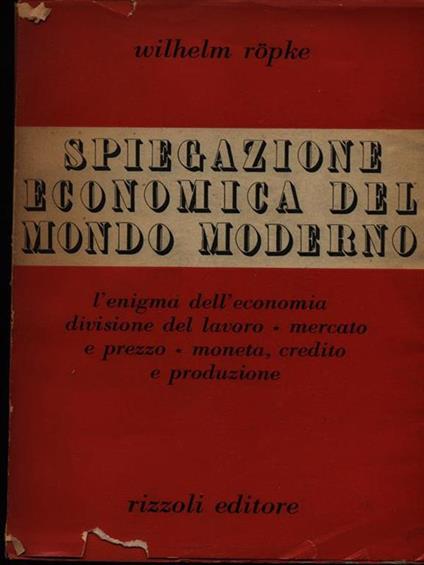 wilhelm röpke
SPIEGAZIONE
ECONOMICA DEL
MONDO MODERNO
l'enigma dell'economia
divisione del lavoro * mercato
e prezzo * moneta, credito
e produzione
rizzoli editore